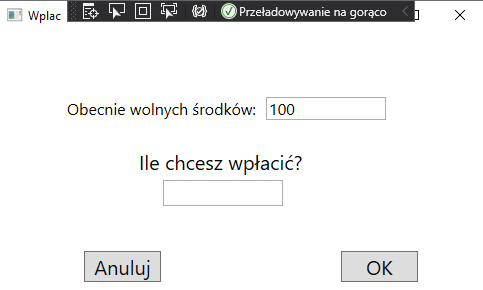 Wplac
Przeładowywanie na gorąco
Obecnie wolnych środków: 100
Ile chcesz wpłacić?
Anuluj OK